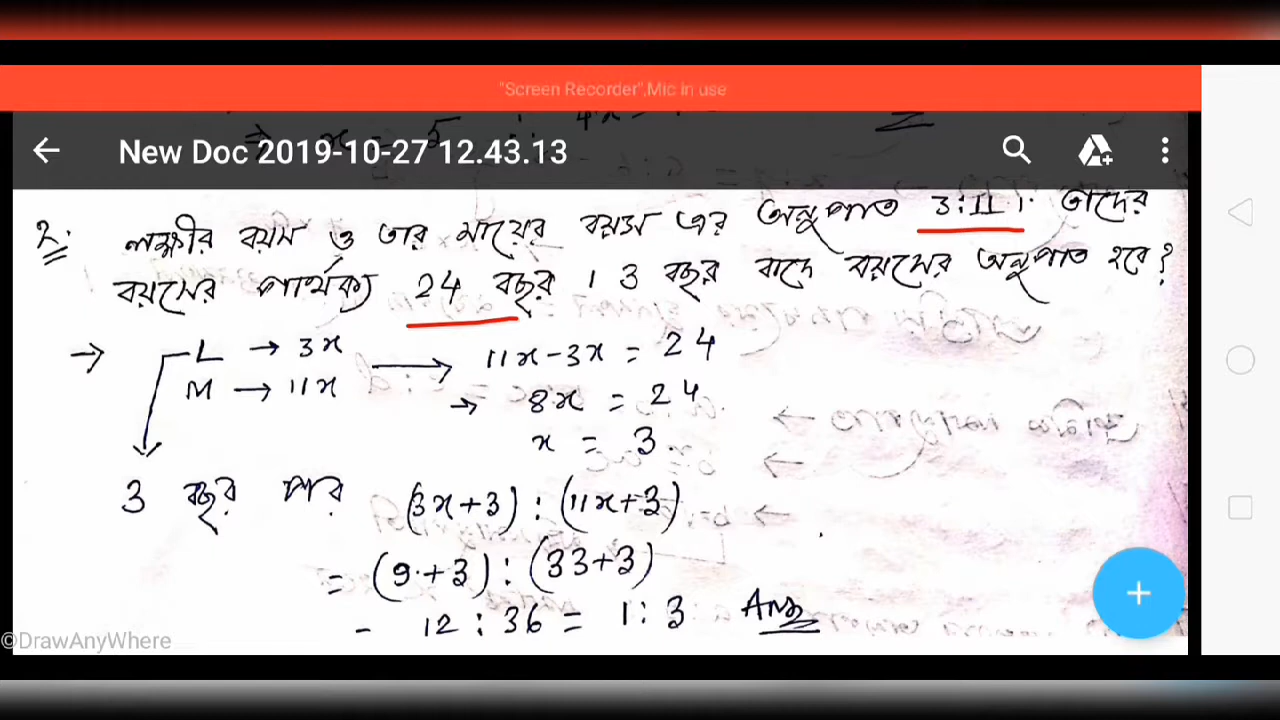 "Screen Recorder",Mic in use
New Doc 2019-10-27 12.43.13
2. লক্ষ্মীর বয়স ও তার মায়ের বয়স এর অনুপাত 3:11। তাদের
বয়সের পার্থক্য 24 বছর। 3 বছর বাদে বয়সের অনুপাত হবে?
→ L → 3x → 11x-3x = 24
M → 11x → 8x = 24
x = 3
3 বছর পর (3x+3) : (11x+3)
= (9+3) : (33+3)
= 12 : 36 = 1:3 Ans
©DrawAnyWhere